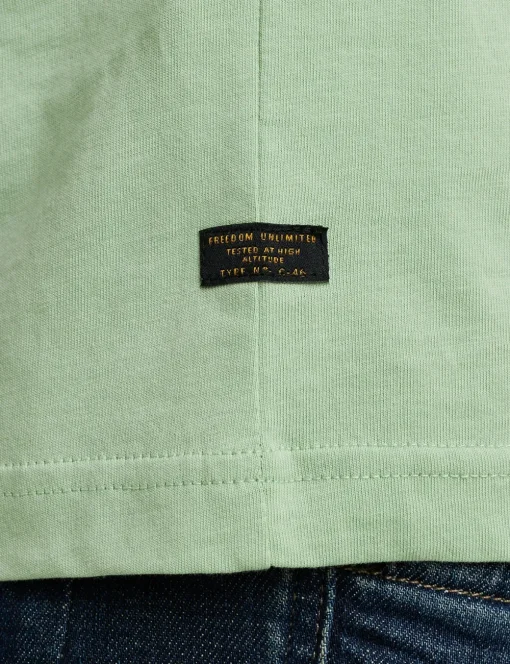 FREEDOM UNLIMITED
TESTED AT HIGH
ALTITUDE
TYPE Nº- C-46